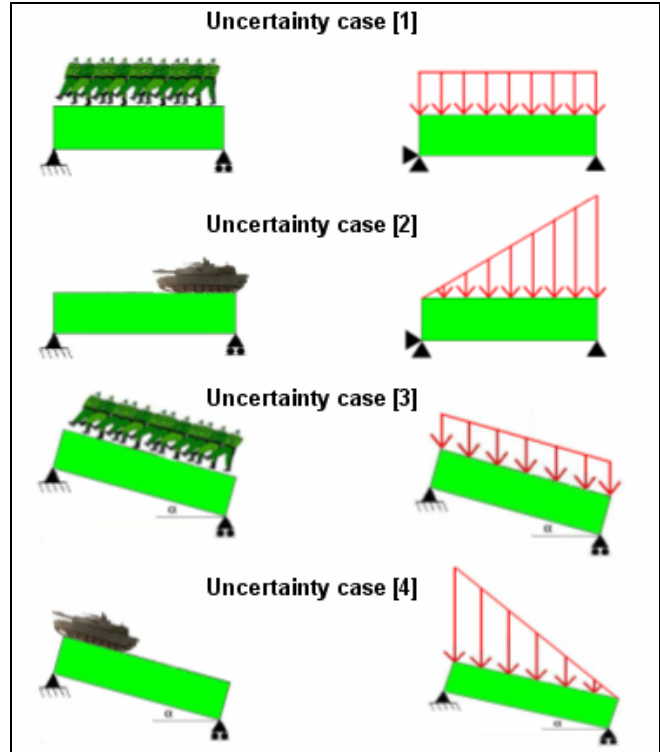 Uncertainty case [1]
Uncertainty case [2]
Uncertainty case [3]
α
α
Uncertainty case [4]
α
α